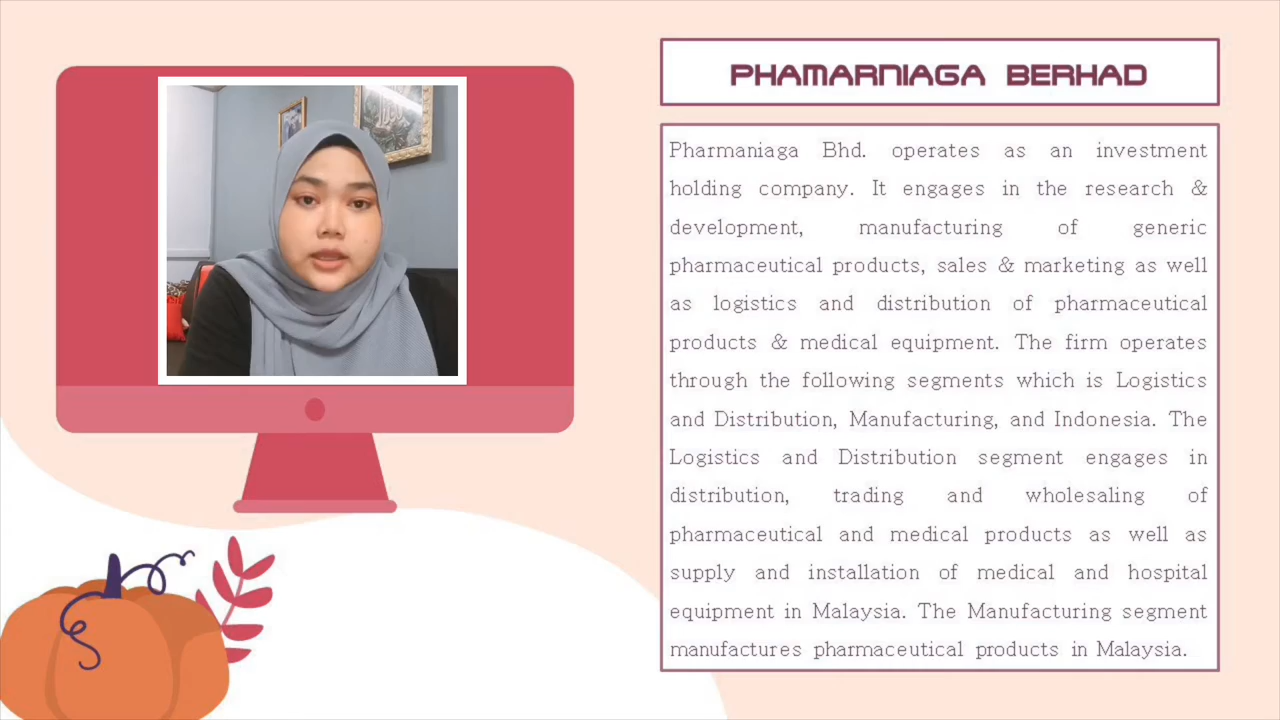 PHAMARNIAGA BERHAD
Pharmaniaga Bhd. operates as an investment
holding company. It engages in the research &
development, manufacturing of generic
pharmaceutical products, sales & marketing as well
as logistics and distribution of pharmaceutical
products & medical equipment. The firm operates
through the following segments which is Logistics
and Distribution, Manufacturing, and Indonesia. The
Logistics and Distribution segment engages in
distribution, trading and wholesaling of
pharmaceutical and medical products as well as
supply and installation of medical and hospital
equipment in Malaysia. The Manufacturing segment
manufactures pharmaceutical products in Malaysia.